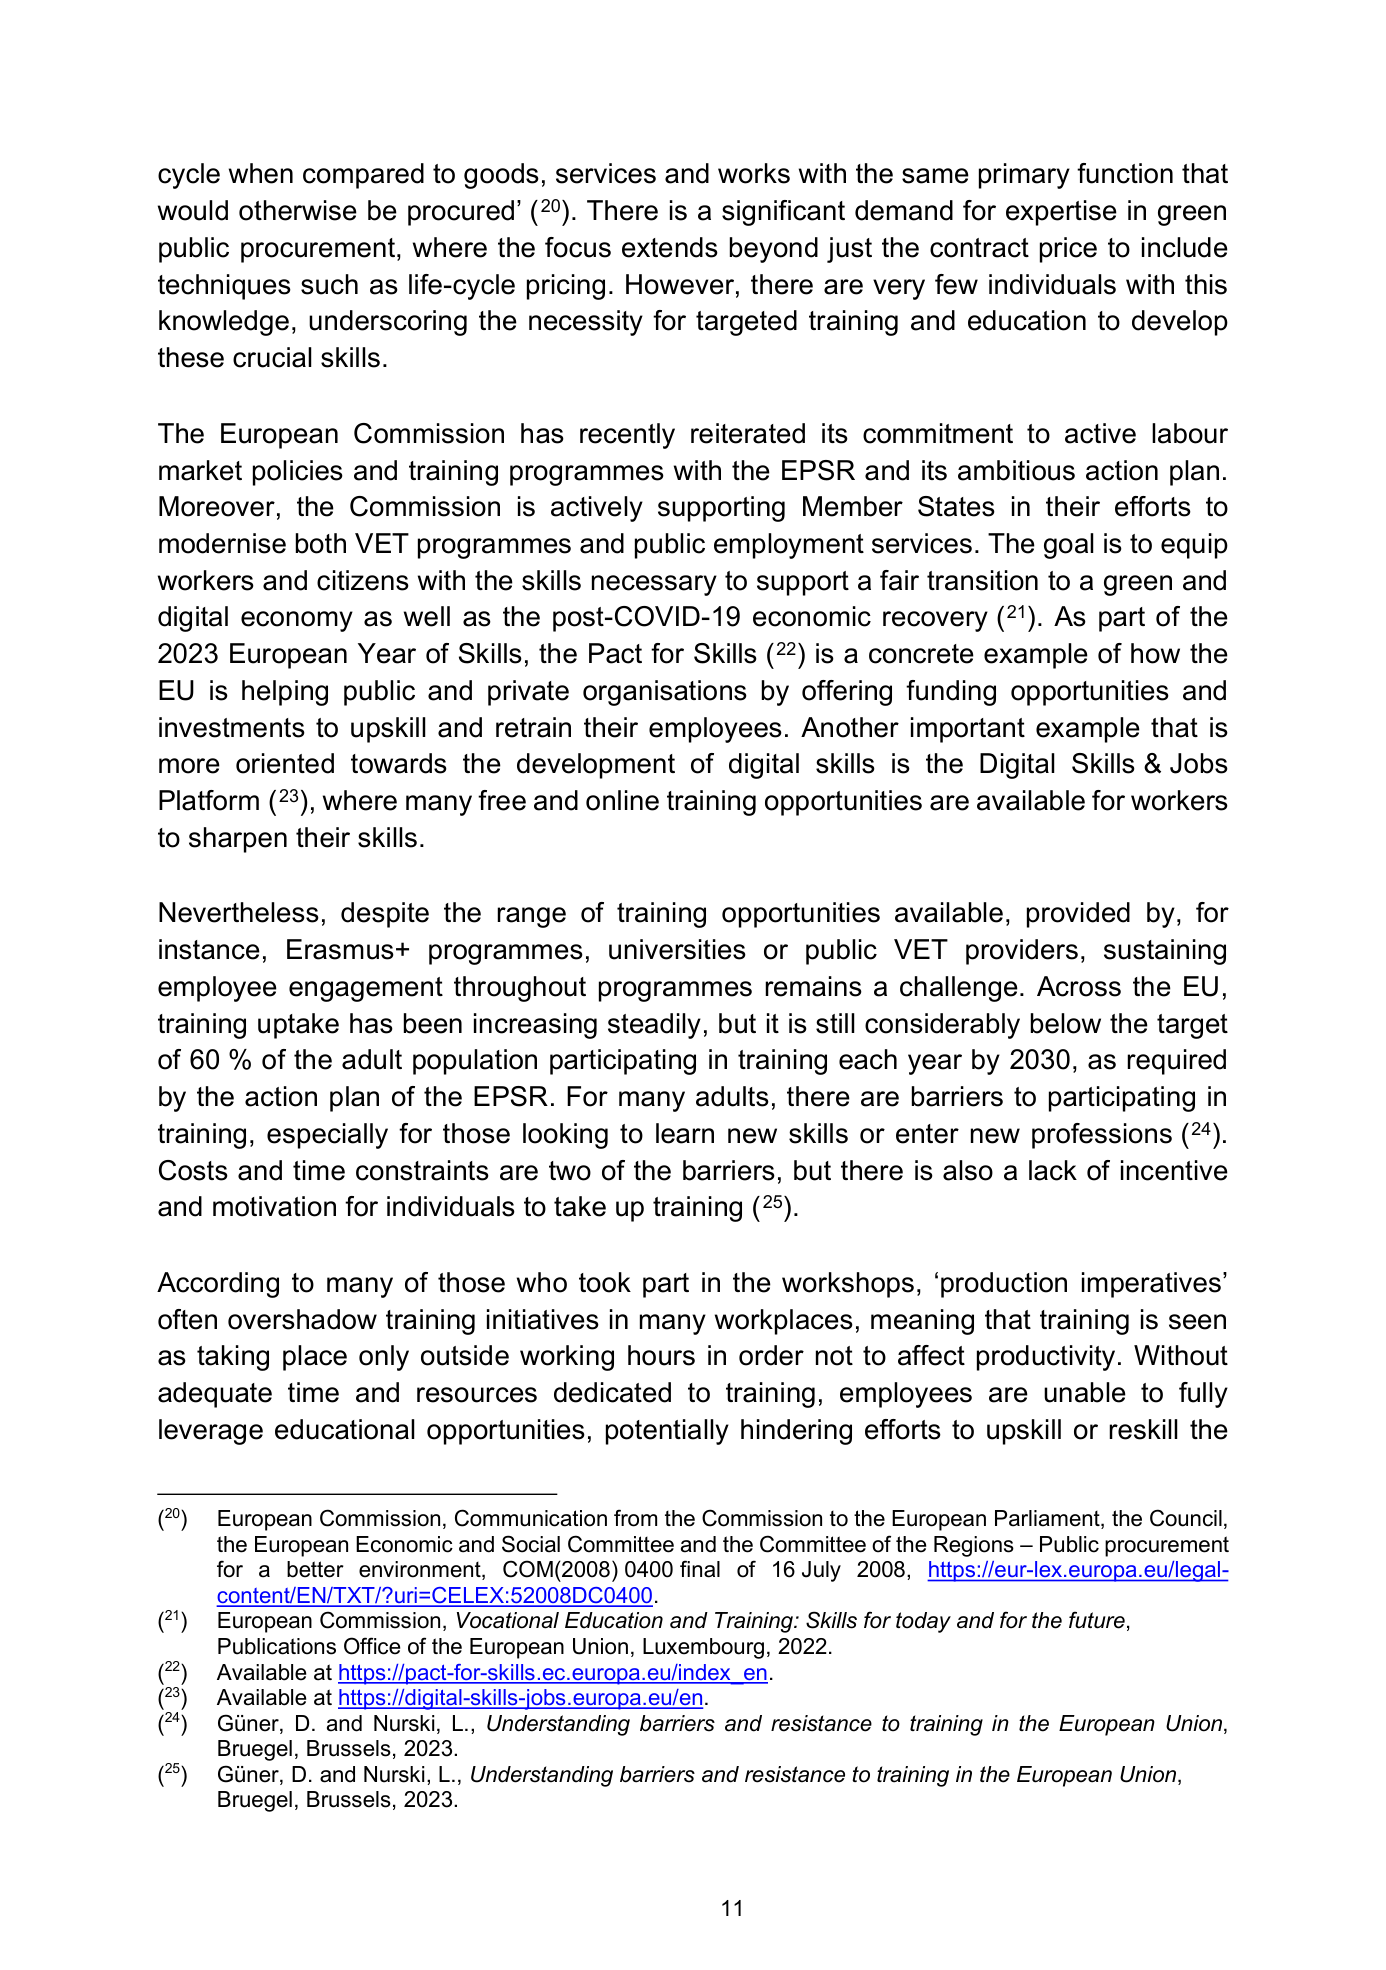 cycle when compared to goods, services and works with the same primary function that
would otherwise be procured’ (20). There is a significant demand for expertise in green
public procurement, where the focus extends beyond just the contract price to include
techniques such as life-cycle pricing. However, there are very few individuals with this
knowledge, underscoring the necessity for targeted training and education to develop
these crucial skills.
The European Commission has recently reiterated its commitment to active labour
market policies and training programmes with the EPSR and its ambitious action plan.
Moreover, the Commission is actively supporting Member States in their efforts to
modernise both VET programmes and public employment services. The goal is to equip
workers and citizens with the skills necessary to support a fair transition to a green and
digital economy as well as the post-COVID-19 economic recovery (21). As part of the
2023 European Year of Skills, the Pact for Skills (22) is a concrete example of how the
EU is helping public and private organisations by offering funding opportunities and
investments to upskill and retrain their employees. Another important example that is
more oriented towards the development of digital skills is the Digital Skills & Jobs
Platform (23), where many free and online training opportunities are available for workers
to sharpen their skills.
Nevertheless, despite the range of training opportunities available, provided by, for
instance, Erasmus+ programmes, universities or public VET providers, sustaining
employee engagement throughout programmes remains a challenge. Across the EU,
training uptake has been increasing steadily, but it is still considerably below the target
of 60 % of the adult population participating in training each year by 2030, as required
by the action plan of the EPSR. For many adults, there are barriers to participating in
training, especially for those looking to learn new skills or enter new professions (24).
Costs and time constraints are two of the barriers, but there is also a lack of incentive
and motivation for individuals to take up training (25).
According to many of those who took part in the workshops, ‘production imperatives’
often overshadow training initiatives in many workplaces, meaning that training is seen
as taking place only outside working hours in order not to affect productivity. Without
adequate time and resources dedicated to training, employees are unable to fully
leverage educational opportunities, potentially hindering efforts to upskill or reskill the
(20) European Commission, Communication from the Commission to the European Parliament, the Council,
the European Economic and Social Committee and the Committee of the Regions – Public procurement
for a better environment, COM(2008) 0400 final of 16 July 2008, https://eur-lex.europa.eu/legal-
content/EN/TXT/?uri=CELEX:52008DC0400.
(21) European Commission, Vocational Education and Training: Skills for today and for the future,
Publications Office of the European Union, Luxembourg, 2022.
(22) Available at https://pact-for-skills.ec.europa.eu/index_en.
(23) Available at https://digital-skills-jobs.europa.eu/en.
(24) Güner, D. and Nurski, L., Understanding barriers and resistance to training in the European Union,
Bruegel, Brussels, 2023.
(25) Güner, D. and Nurski, L., Understanding barriers and resistance to training in the European Union,
Bruegel, Brussels, 2023.
11